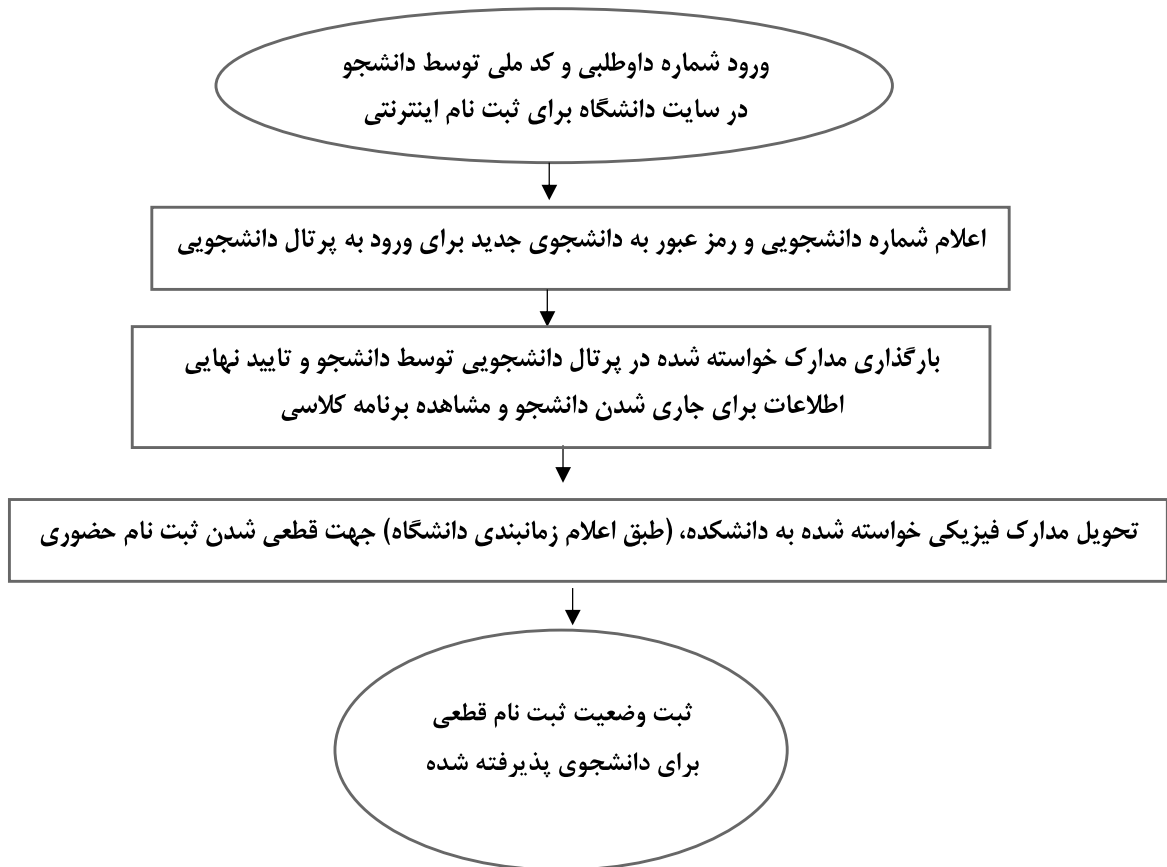 ورود شماره داوطلبی و کد ملی توسط دانشجو
در سایت دانشگاه برای ثبت نام اینترنتی
اعلام شماره دانشجویی و رمز عبور به دانشجوی جدید برای ورود به پرتال دانشجویی
بارگذاری مدارک خواسته شده در پرتال دانشجویی توسط دانشجو و تایید نهایی
اطلاعات برای جاری شدن دانشجو و مشاهده برنامه کلاسی
تحویل مدارک فیزیکی خواسته شده به دانشکده، (طبق اعلام زمانبندی دانشگاه) جهت قطعی شدن ثبت نام حضوری
ثبت وضعیت ثبت نام قطعی
برای دانشجوی پذیرفته شده